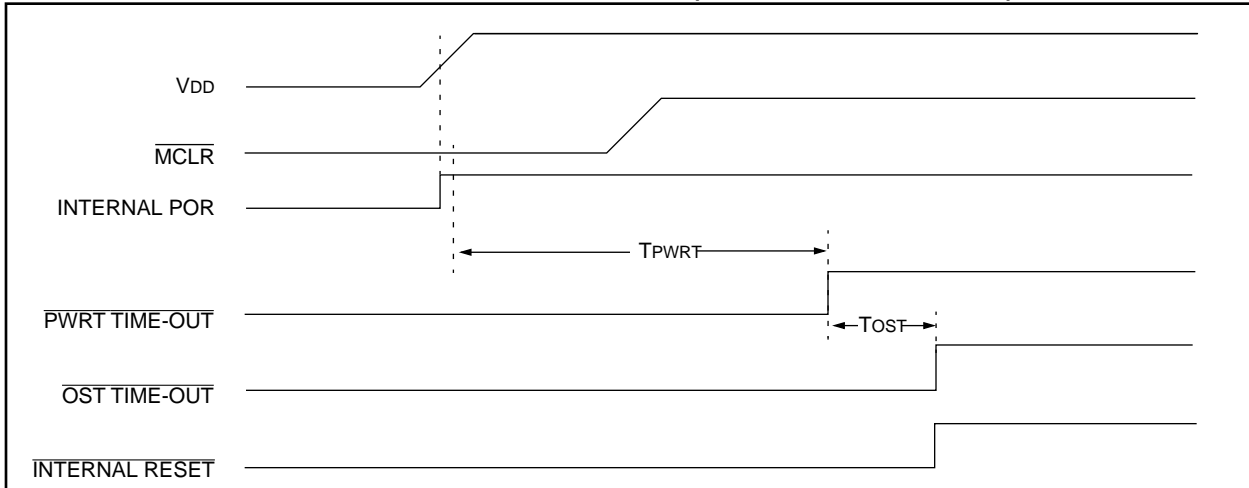 VDD
MCLR
INTERNAL POR
TPWRT
PWRT TIME-OUT
TOST
OST TIME-OUT
INTERNAL RESET